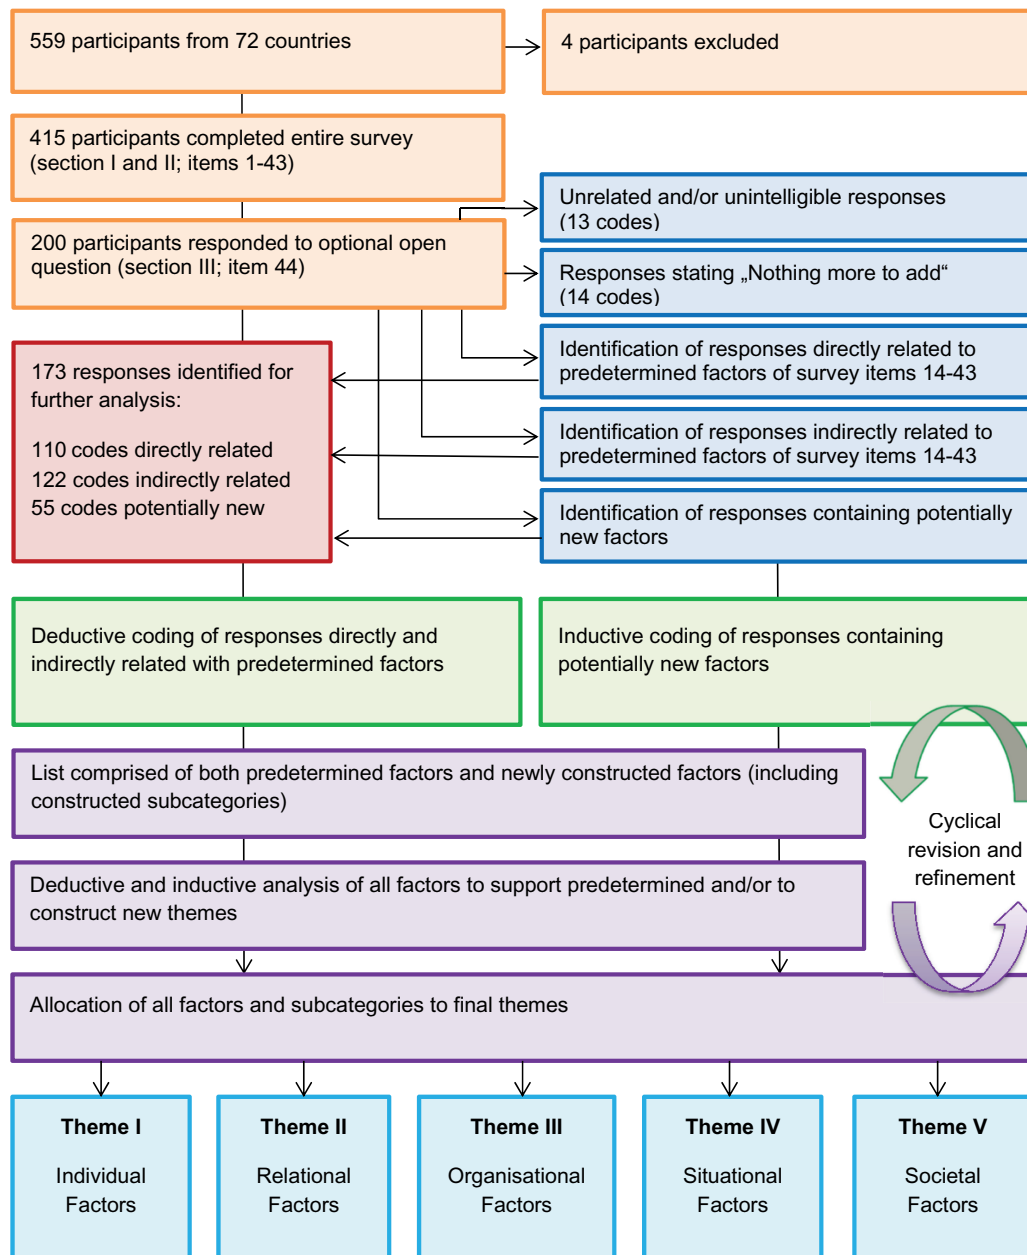 559 participants from 72 countries
4 participants excluded
415 participants completed entire survey
(section I and II; items 1-43)
200 participants responded to optional open
question (section III; item 44)
Unrelated and/or unintelligible responses
(13 codes)
Responses stating „Nothing more to add“
(14 codes)
Identification of responses directly related to
predetermined factors of survey items 14-43
Identification of responses indirectly related to
predetermined factors of survey items 14-43
Identification of responses containing potentially
new factors
173 responses identified for
further analysis:
110 codes directly related
122 codes indirectly related
55 codes potentially new
Deductive coding of responses directly and
indirectly related with predetermined factors
Inductive coding of responses containing
potentially new factors
List comprised of both predetermined factors and newly constructed factors (including
constructed subcategories)
Deductive and inductive analysis of all factors to support predetermined and/or to
construct new themes
Cyclical
revision and
refinement
Allocation of all factors and subcategories to final themes
Theme I
Individual
Factors
Theme II
Relational
Factors
Theme III
Organisational
Factors
Theme IV
Situational
Factors
Theme V
Societal
Factors